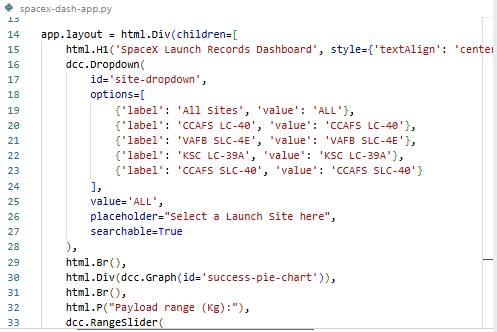 spacex-dash-app.py
13
14 app.layout = html.Div(children=[
15 html.H1('SpaceX Launch Records Dashboard', style={'textAlign': 'center
16 dcc.Dropdown(
17 id='site-dropdown',
18 options=[
19 {'label': 'All Sites', 'value': 'ALL'},
20 {'label': 'CCAFS LC-40', 'value': 'CCAFS LC-40'},
21 {'label': 'VAFB SLC-4E', 'value': 'VAFB SLC-4E'},
22 {'label': 'KSC LC-39A', 'value': 'KSC LC-39A'},
23 {'label': 'CCAFS SLC-40', 'value': 'CCAFS SLC-40'}
24 ],
25 value='ALL',
26 placeholder="Select a Launch Site here",
27 searchable=True
28 ),
29 html.Br(),
30 html.Div(dcc.Graph(id='success-pie-chart')),
31 html.Br(),
32 html.P("Payload range (Kg):"),
33 dcc.RangeSlider(